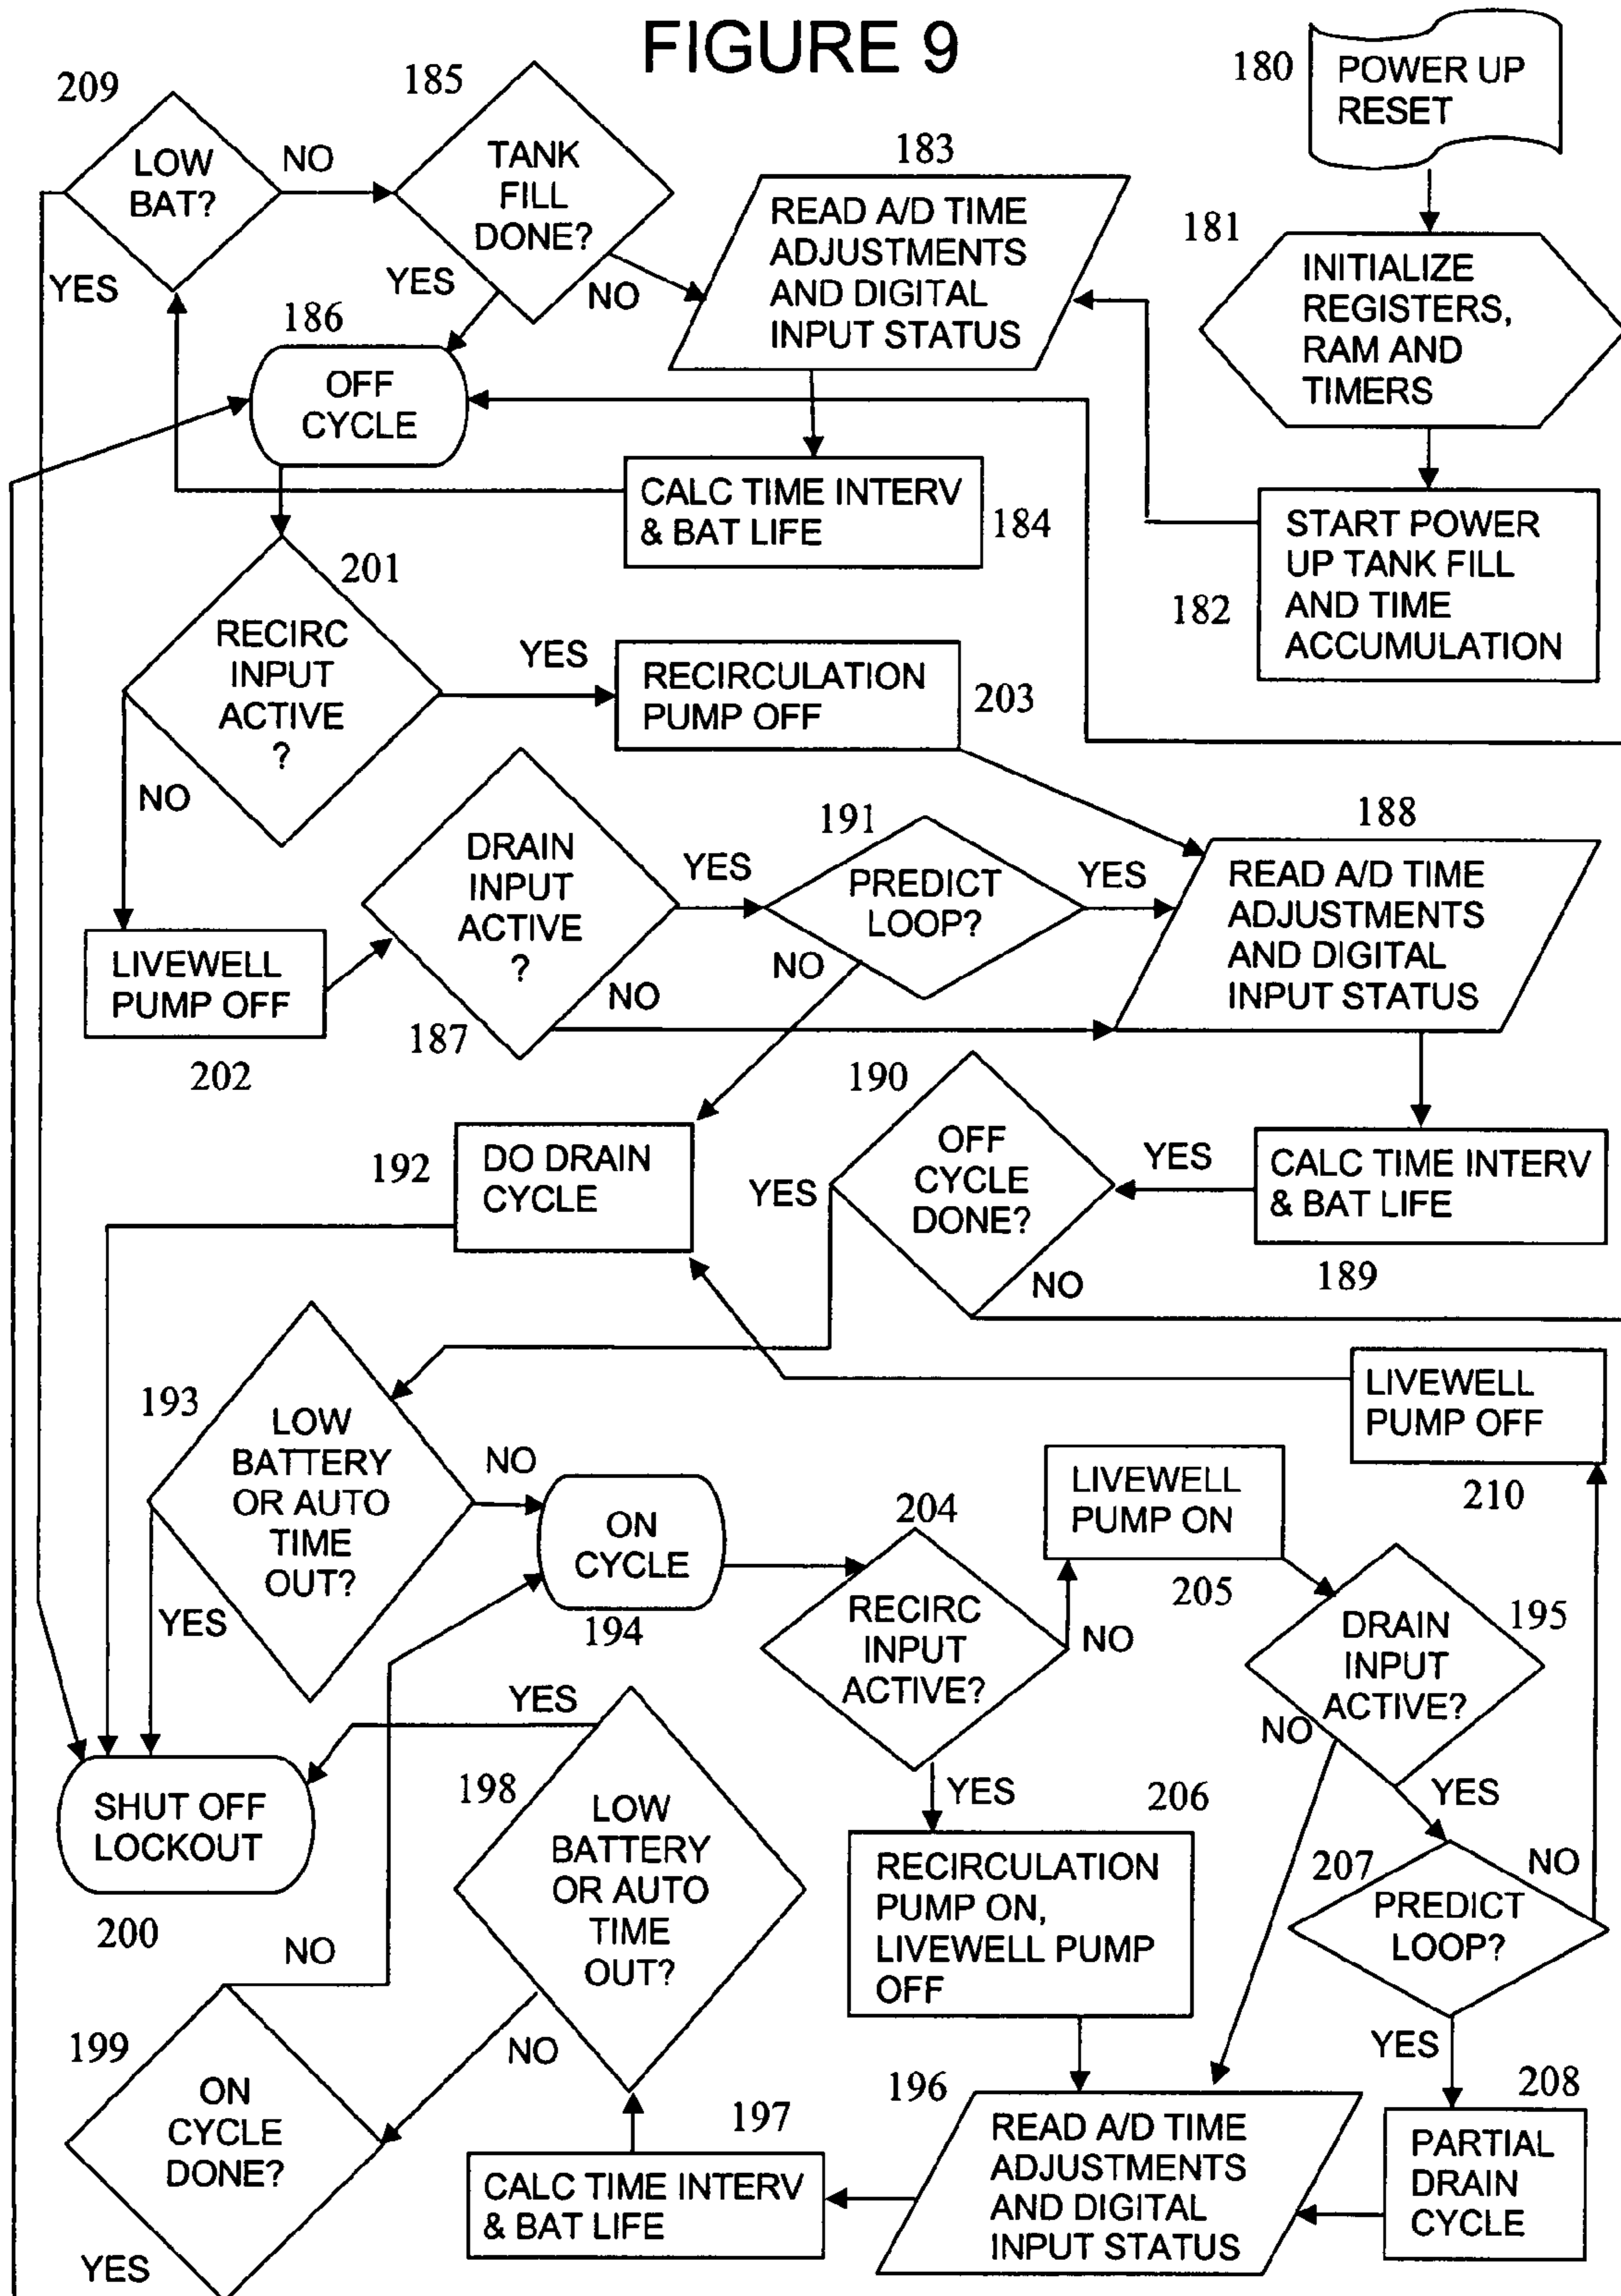 FIGURE 9
180
POWER UP
RESET
181
INITIALIZE
REGISTERS,
RAM AND
TIMERS
182
START POWER
UP TANK FILL
AND TIME
ACCUMULATION
183
READ A/D TIME
ADJUSTMENTS
AND DIGITAL
INPUT STATUS
184
CALC TIME INTERV
& BAT LIFE
209
LOW
BAT?
NO
YES
185
TANK
FILL
DONE?
YES
NO
186
OFF
CYCLE
201
RECIRC
INPUT
ACTIVE
?
YES
NO
RECIRCULATION
PUMP OFF
203
LIVEWELL
PUMP OFF
202
DRAIN
INPUT
ACTIVE
?
187
YES
NO
191
PREDICT
LOOP?
YES
NO
188
READ A/D TIME
ADJUSTMENTS
AND DIGITAL
INPUT STATUS
CALC TIME INTERV
& BAT LIFE
189
YES
190
OFF
CYCLE
DONE?
YES
NO
192
DO DRAIN
CYCLE
193
LOW
BATTERY
OR AUTO
TIME
OUT?
NO
YES
ON
CYCLE
194
204
RECIRC
INPUT
ACTIVE?
NO
YES
LIVEWELL
PUMP ON
205
LIVEWELL
PUMP OFF
210
195
DRAIN
INPUT
ACTIVE?
NO
YES
207
PREDICT
LOOP?
NO
YES
206
RECIRCULATION
PUMP ON,
LIVEWELL PUMP
OFF
208
PARTIAL
DRAIN
CYCLE
196
READ A/D TIME
ADJUSTMENTS
AND DIGITAL
INPUT STATUS
197
CALC TIME INTERV
& BAT LIFE
198
LOW
BATTERY
OR AUTO
TIME
OUT?
YES
NO
SHUT OFF
LOCKOUT
200
199
ON
CYCLE
DONE?
NO
YES